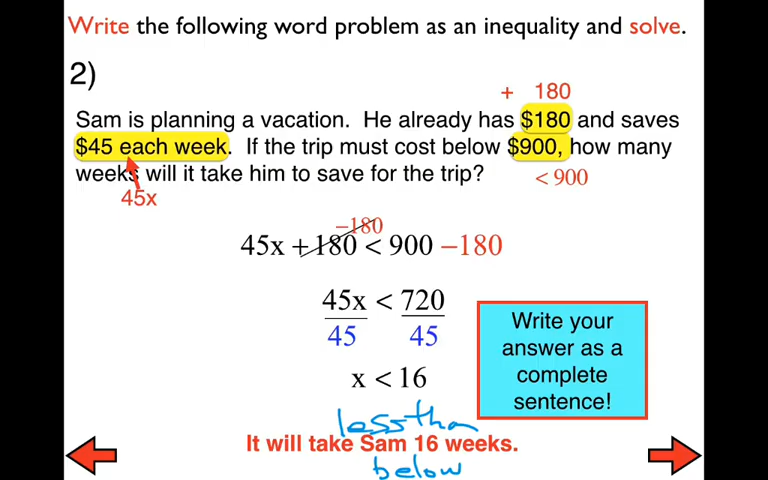 Write the following word problem as an inequality and solve.
2)
+ 180
Sam is planning a vacation. He already has $180 and saves
$45 each week. If the trip must cost below $900, how many
weeks will it take him to save for the trip?
< 900
45x
−180
45x + 180 < 900 −180
45x < 720
45 45
x < 16
Write your
answer as a
complete
sentence!
less than
It will take Sam 16 weeks.
below